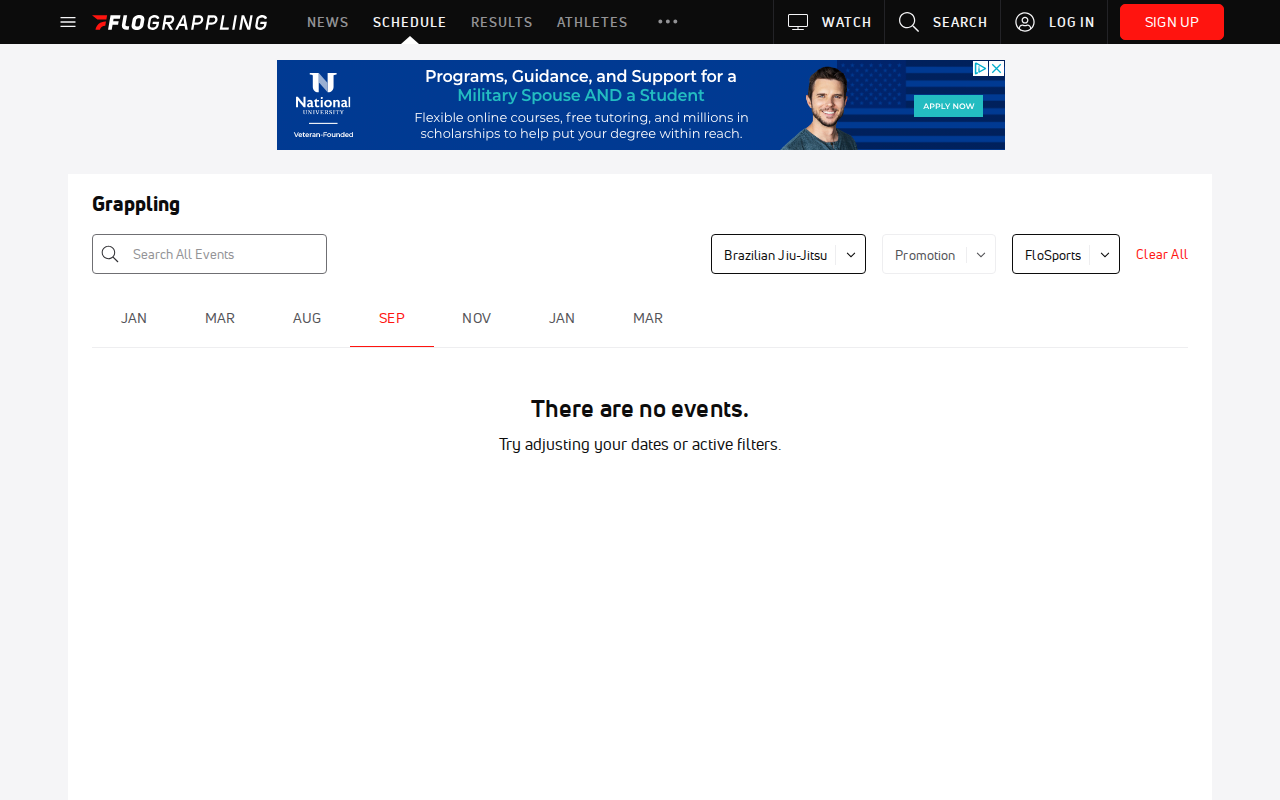 FLOGRAPPLING
NEWS
SCHEDULE
RESULTS
ATHLETES
WATCH
SEARCH
LOG IN
SIGN UP
National
UNIVERSITY
Veteran-Founded
Programs, Guidance, and Support for a
Military Spouse AND a Student
Flexible online courses, free tutoring, and millions in
scholarships to help put your degree within reach.
APPLY NOW
Grappling
Search All Events
Brazilian Jiu-Jitsu
Promotion
FloSports
Clear All
JAN
MAR
AUG
SEP
NOV
JAN
MAR
There are no events.
Try adjusting your dates or active filters.